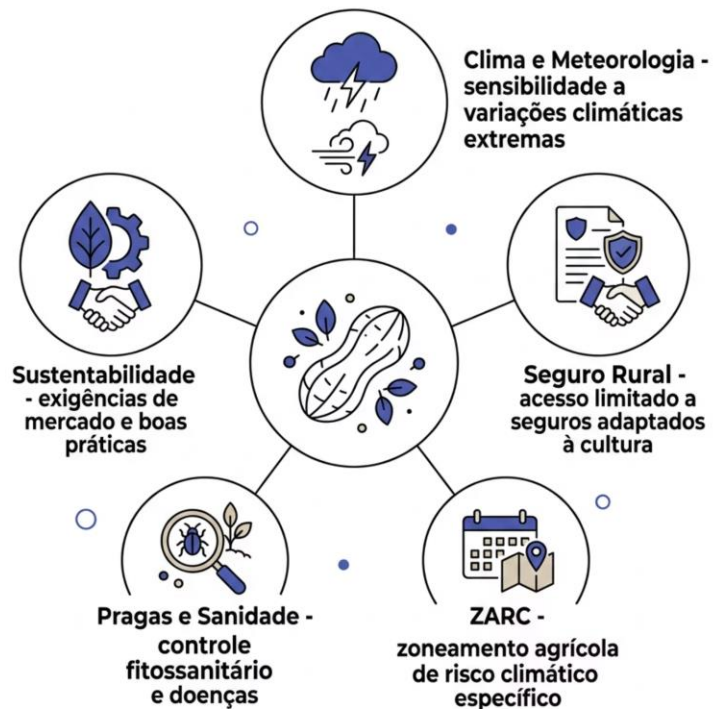 Clima e Meteorologia -
sensibilidade a
variações climáticas
extremas
Sustentabilidade
- exigências de
mercado e boas
práticas
Seguro Rural -
acesso limitado a
seguros adaptados
à cultura
Pragas e Sanidade -
controle
fitossanitário
e doenças
ZARC -
zoneamento agrícola
de risco climático
específico